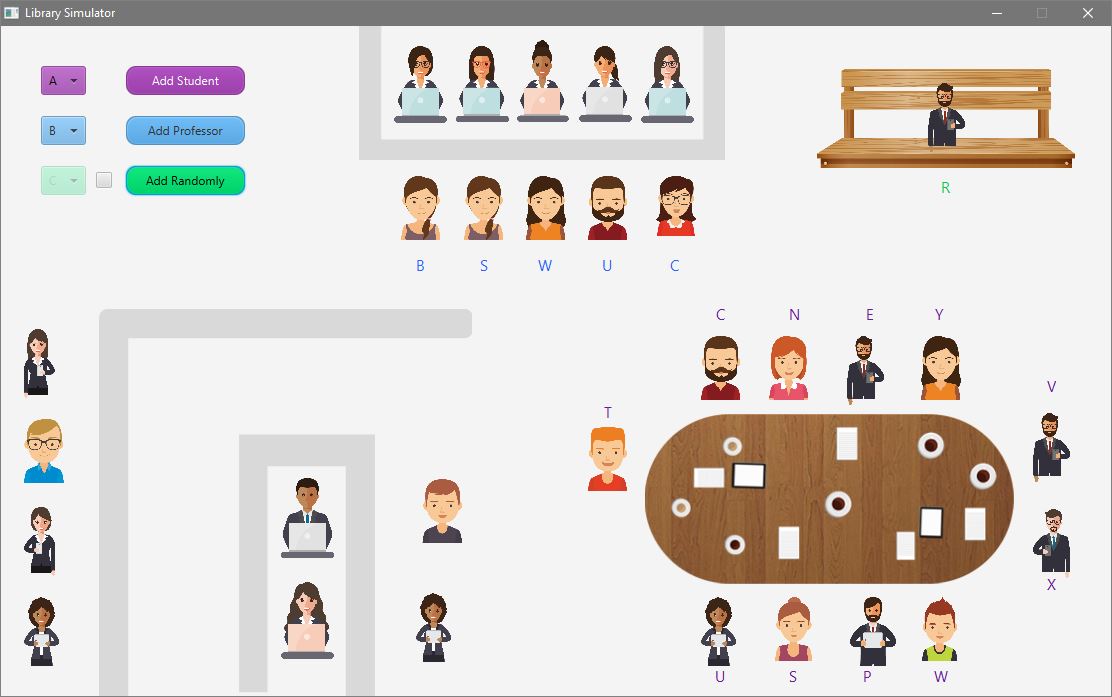 Library Simulator
A
Add Student
B
Add Professor
C
Add Randomly
R
B S W U C
C N E Y
V
T
X
U S P W